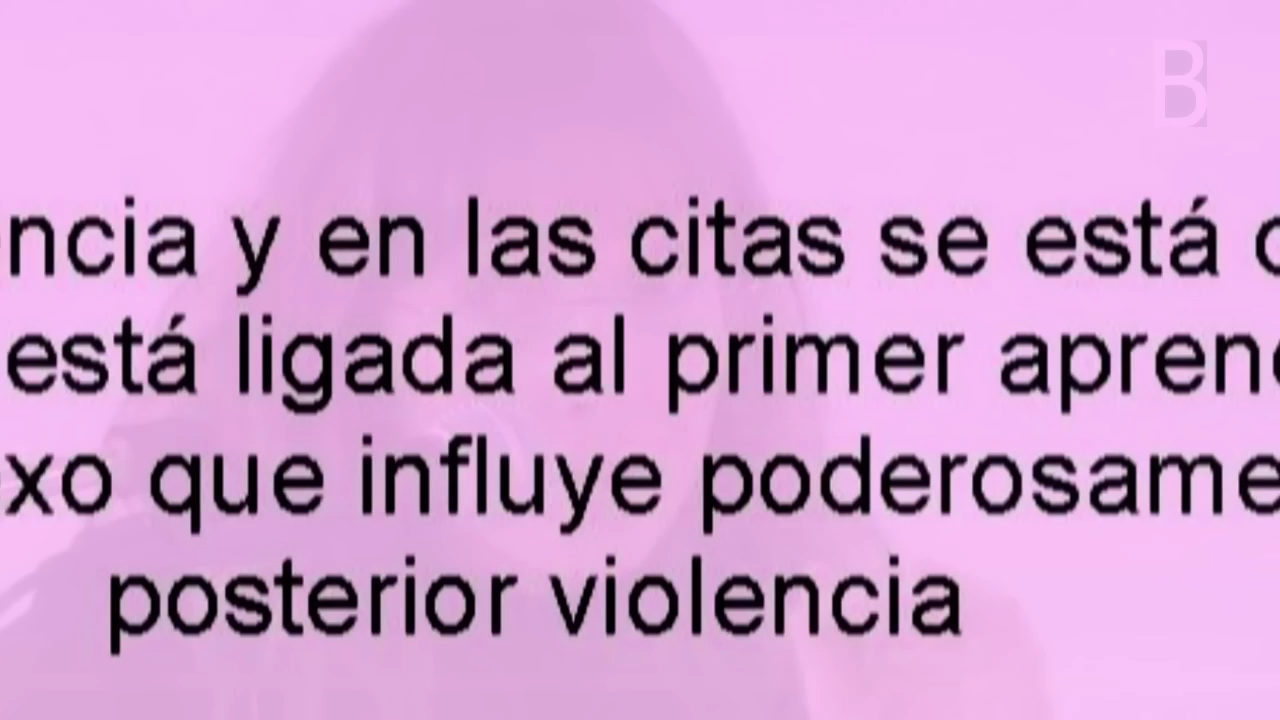 B
ncia y en las citas se está
está ligada al primer apren
xo que influye poderosame
posterior violencia